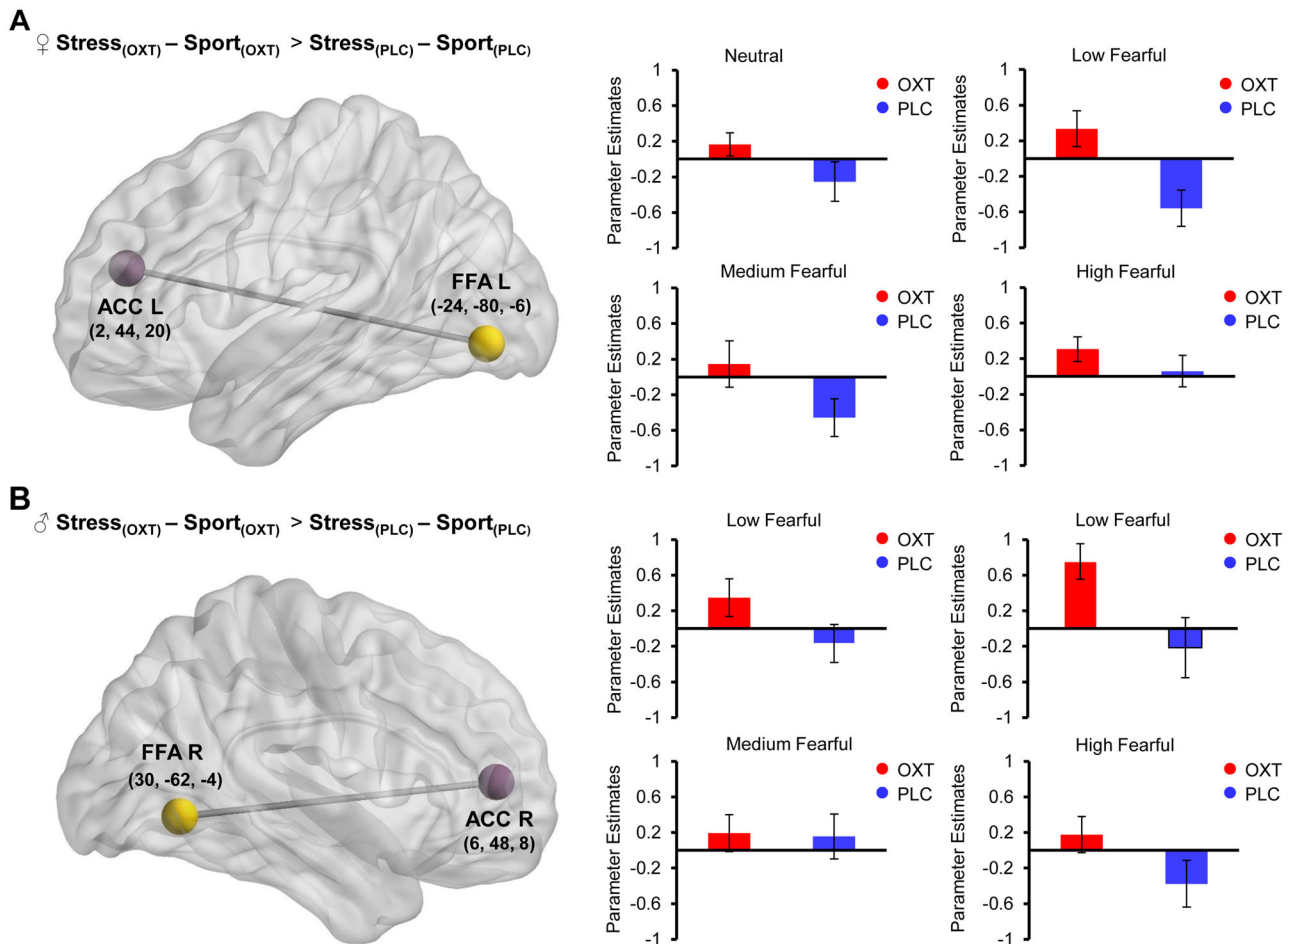 A
♀ Stress(OXT) – Sport(OXT) > Stress(PLC) – Sport(PLC)
ACC L
(2, 44, 20)
FFA L
(-24, -80, -6)
Neutral
Parameter Estimates
1
0.6
0.2
-0.2
-0.6
-1
OXT
PLC
Low Fearful
Parameter Estimates
1
0.6
0.2
-0.2
-0.6
-1
OXT
PLC
Medium Fearful
Parameter Estimates
1
0.6
0.2
-0.2
-0.6
-1
OXT
PLC
High Fearful
Parameter Estimates
1
0.6
0.2
-0.2
-0.6
-1
OXT
PLC
B
♂ Stress(OXT) – Sport(OXT) > Stress(PLC) – Sport(PLC)
FFA R
(30, -62, -4)
ACC R
(6, 48, 8)
Low Fearful
Parameter Estimates
1
0.6
0.2
-0.2
-0.6
-1
OXT
PLC
Low Fearful
Parameter Estimates
1
0.6
0.2
-0.2
-0.6
-1
OXT
PLC
Medium Fearful
Parameter Estimates
1
0.6
0.2
-0.2
-0.6
-1
OXT
PLC
High Fearful
Parameter Estimates
1
0.6
0.2
-0.2
-0.6
-1
OXT
PLC